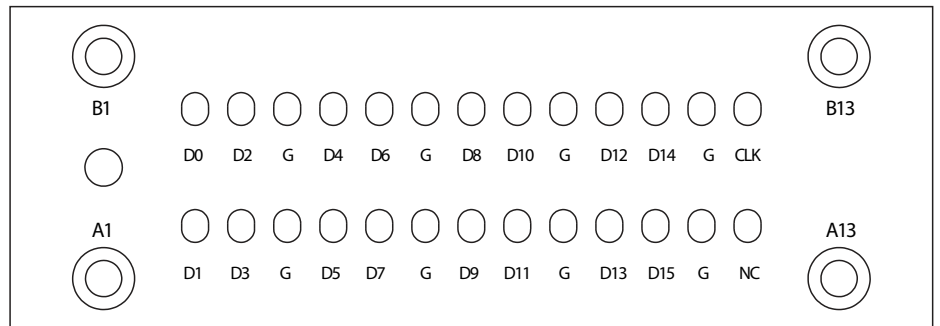 B1 B13
D0 D2 G D4 D6 G D8 D10 G D12 D14 G CLK
A1 A13
D1 D3 G D5 D7 G D9 D11 G D13 D15 G NC